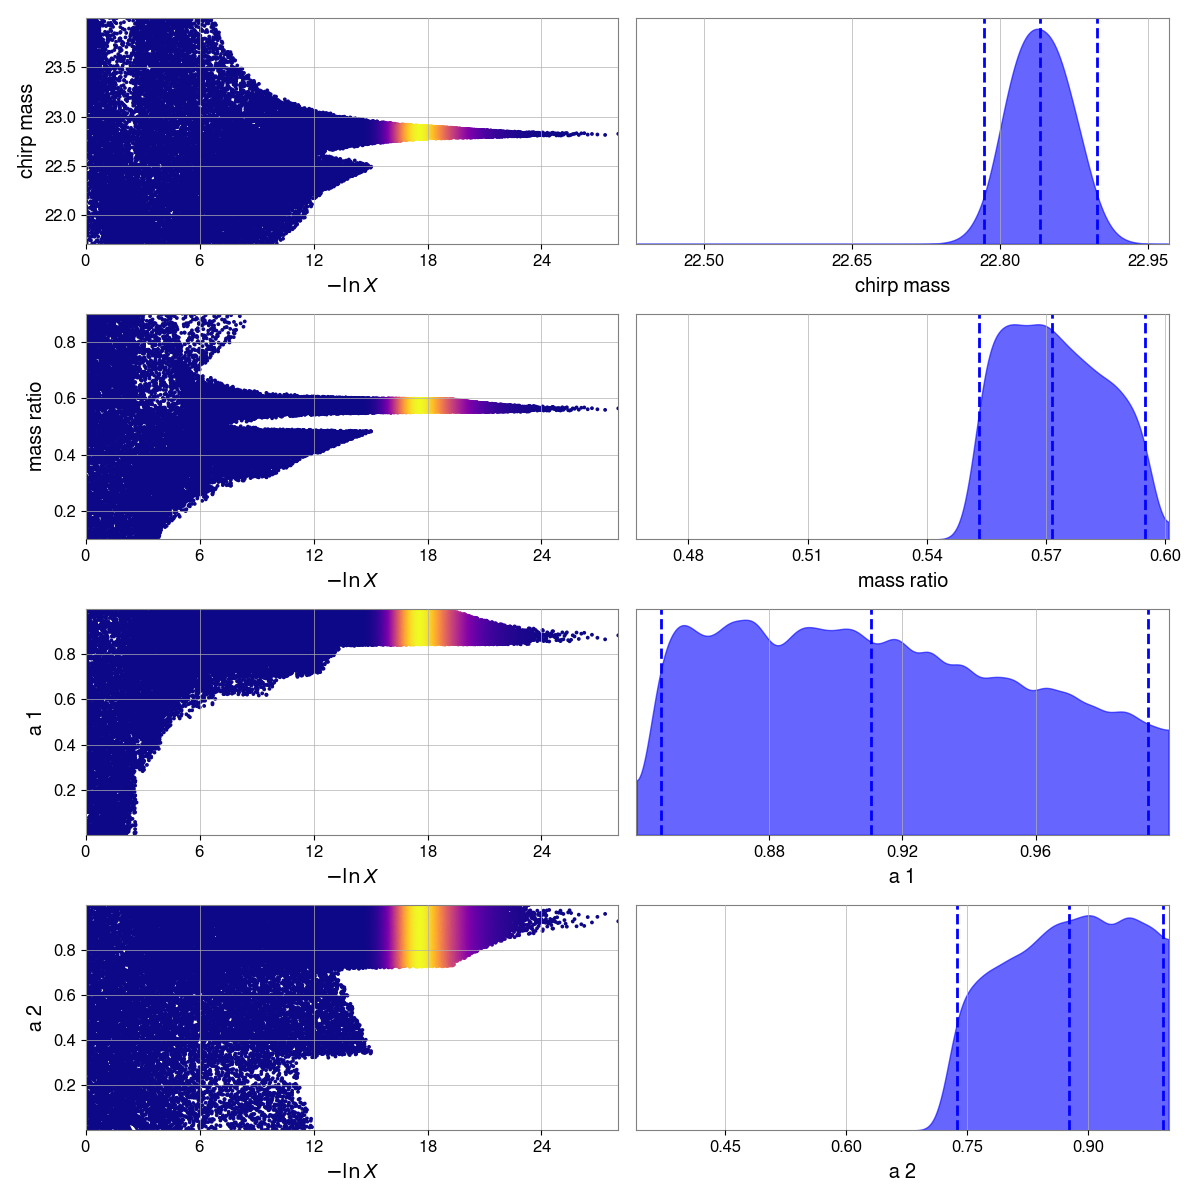 chirp mass
23.5
23.0
22.5
22.0
0 6 12 18 24
−ln X
22.50 22.65 22.80 22.95
chirp mass
mass ratio
0.8
0.6
0.4
0.2
0 6 12 18 24
−ln X
0.48 0.51 0.54 0.57 0.60
mass ratio
a 1
0.8
0.6
0.4
0.2
0 6 12 18 24
−ln X
0.88 0.92 0.96
a 1
a 2
0.8
0.6
0.4
0.2
0 6 12 18 24
−ln X
0.45 0.60 0.75 0.90
a 2